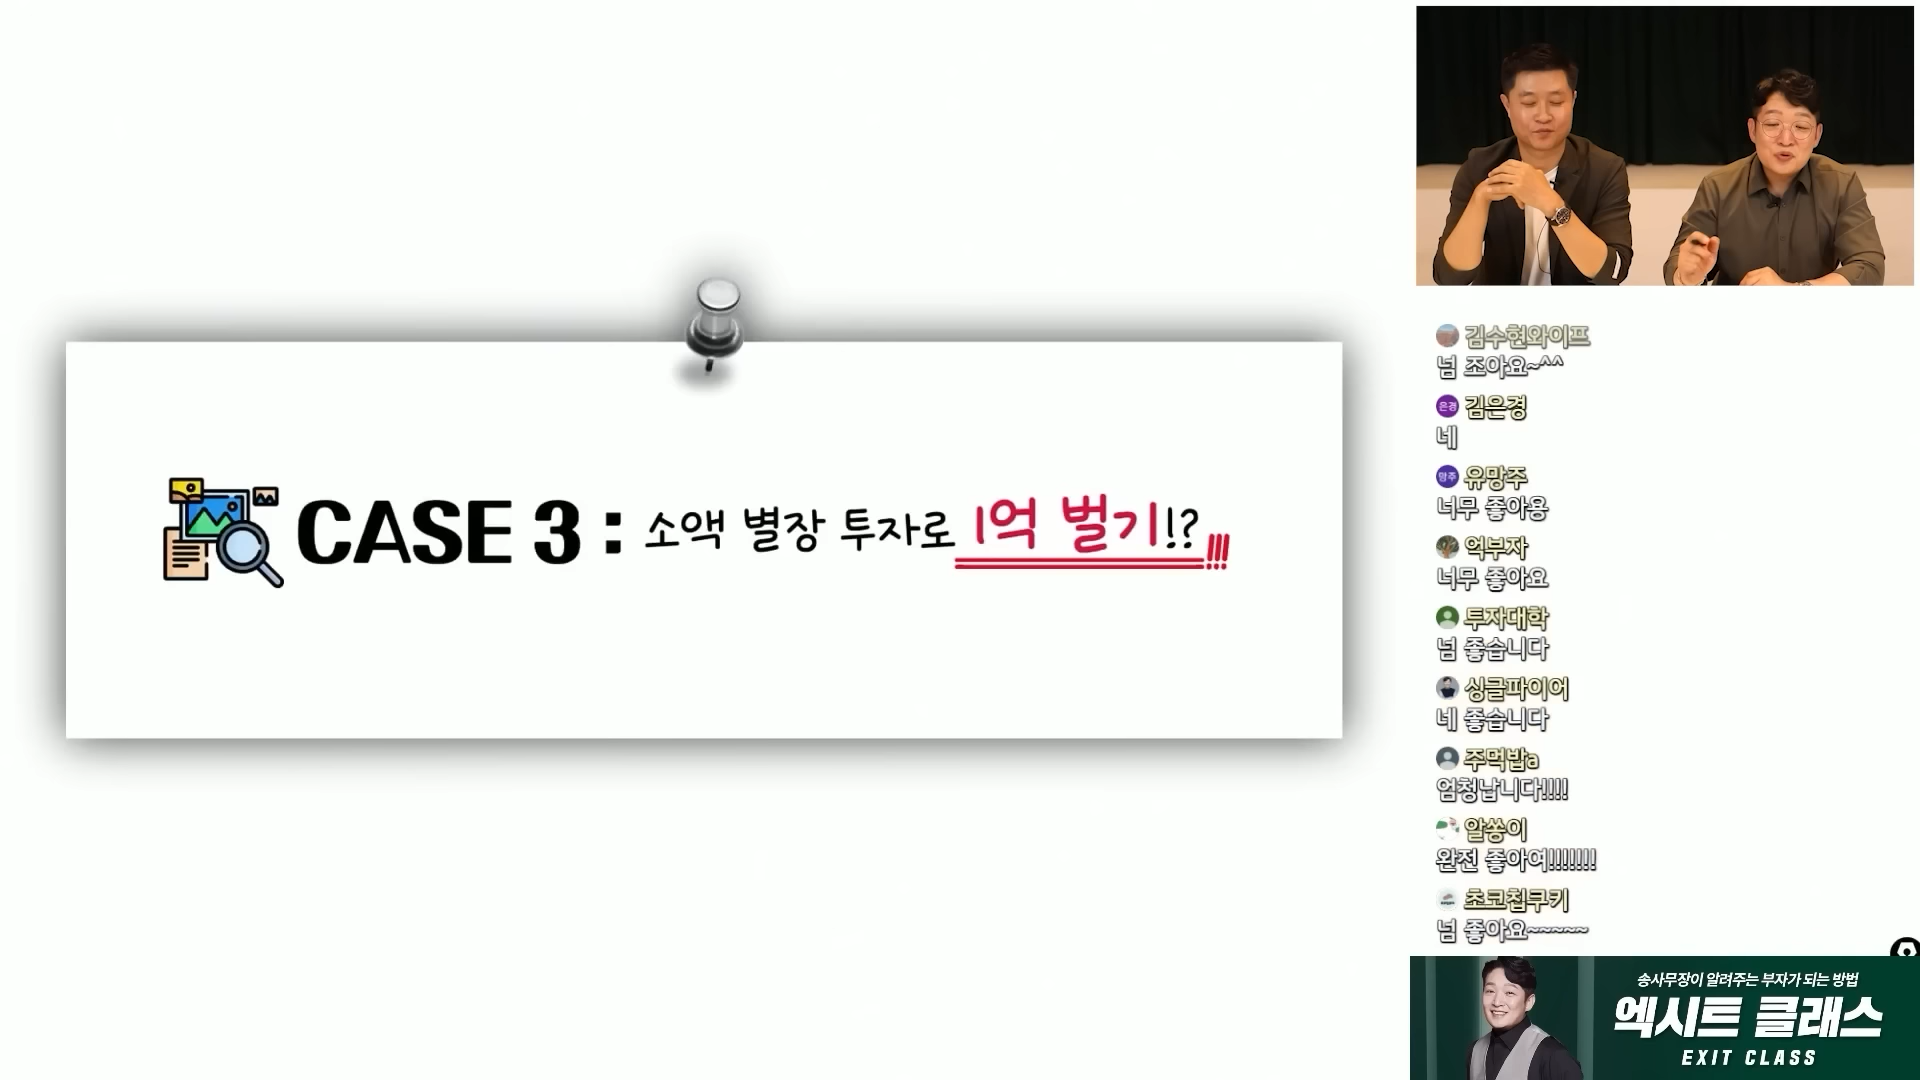 CASE 3 : 소액 별장 투자로 1억 벌기!?!!!
김수현와이프
넘 조아요~^^
은경 김은경
네
망주 유망주
너무 좋아용
억부자
너무 좋아요
투자대학
넘 좋습니다
싱글파이어
네 좋습니다
주먹밥a
엄청납니다!!!!
알쏭이
완전 좋아여!!!!!!!
초코칩쿠키
넘 좋아요~~~~~
송사무장이 알려주는 부자가 되는 방법
엑시트 클래스
EXIT CLASS